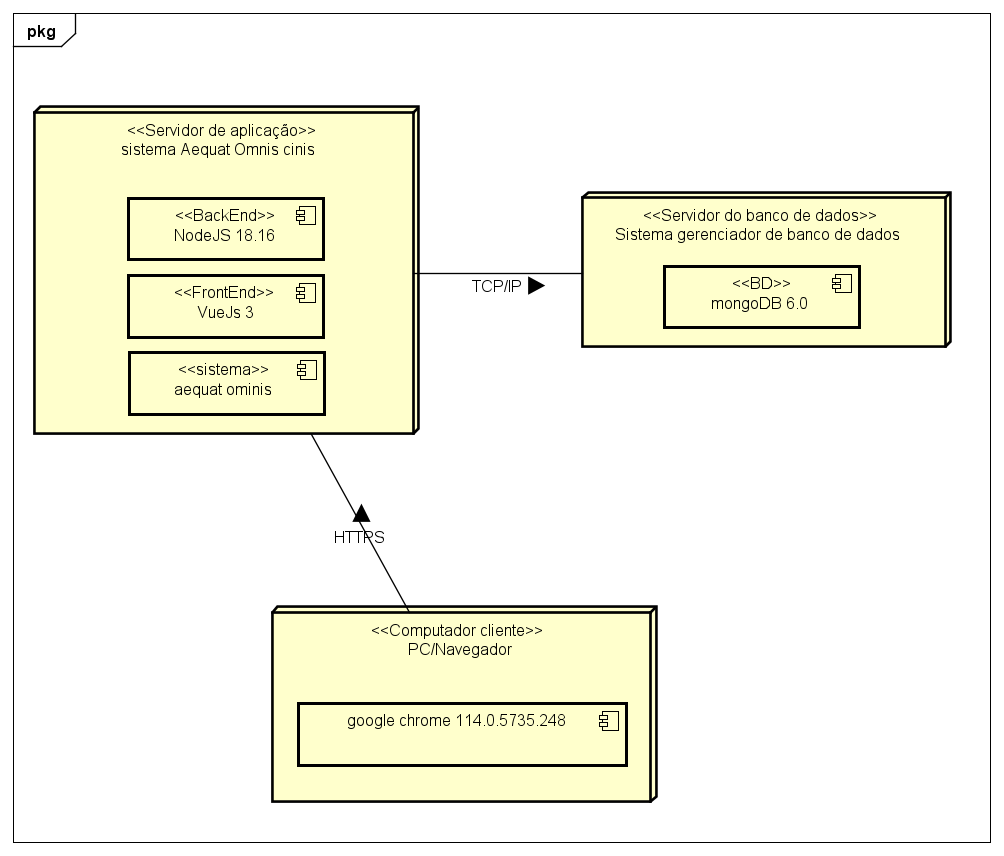 pkg
<<Servidor de aplicação>>
sistema Aequat Omnis cinis
<<BackEnd>>
NodeJS 18.16
<<FrontEnd>>
VueJs 3
<<sistema>>
aequat ominis
<<Servidor do banco de dados>>
Sistema gerenciador de banco de dados
<<BD>>
mongoDB 6.0
TCP/IP
HTTPS
<<Computador cliente>>
PC/Navegador
google chrome 114.0.5735.248